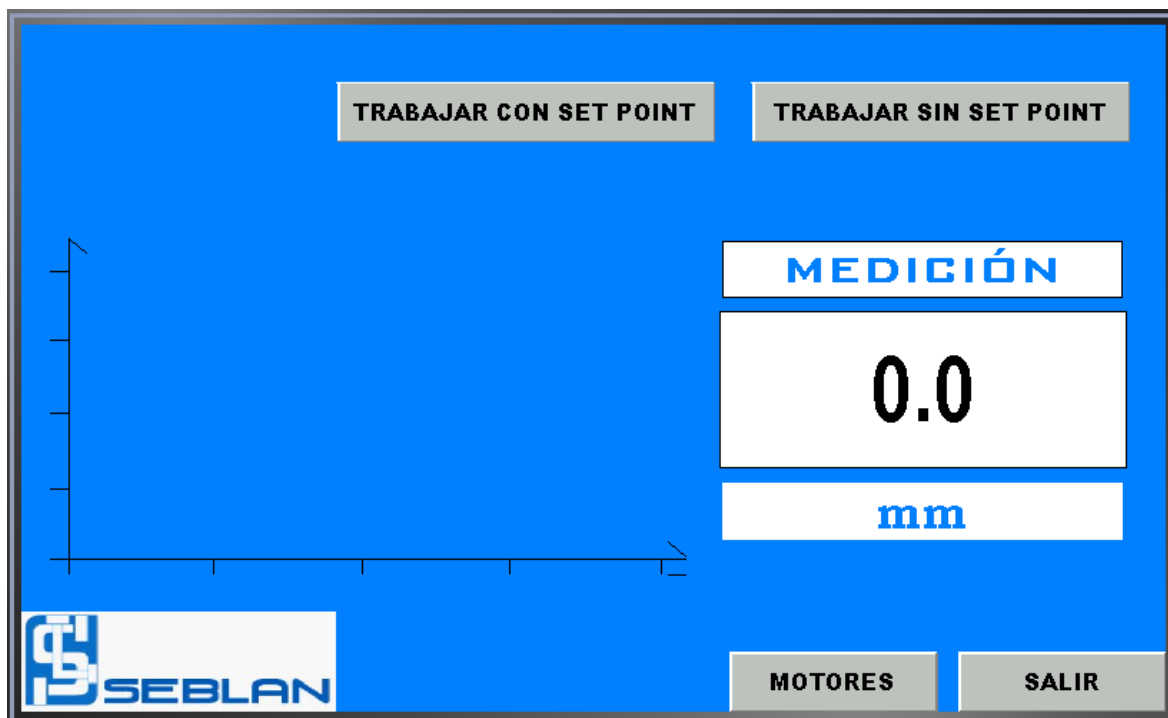 TRABAJAR CON SET POINT
TRABAJAR SIN SET POINT
MEDICIÓN
0.0
mm
SEBLAN
MOTORES
SALIR